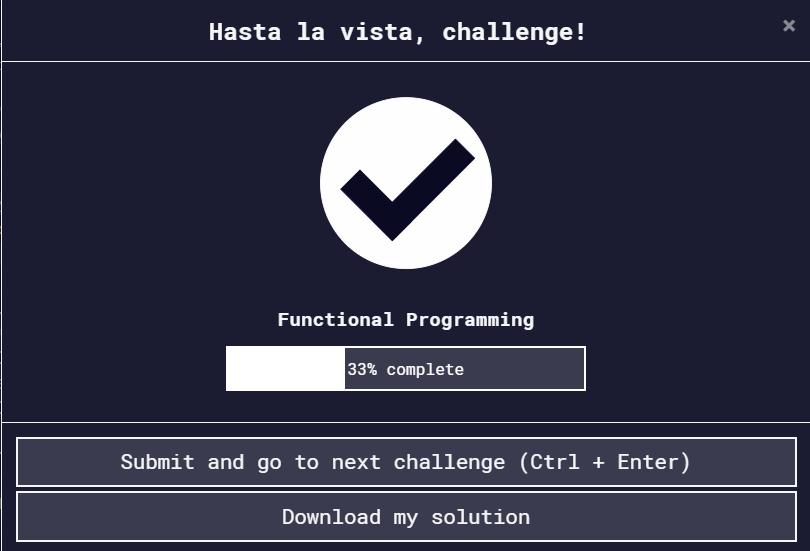 Hasta la vista, challenge!
×
Functional Programming
33% complete
Submit and go to next challenge (Ctrl + Enter)
Download my solution